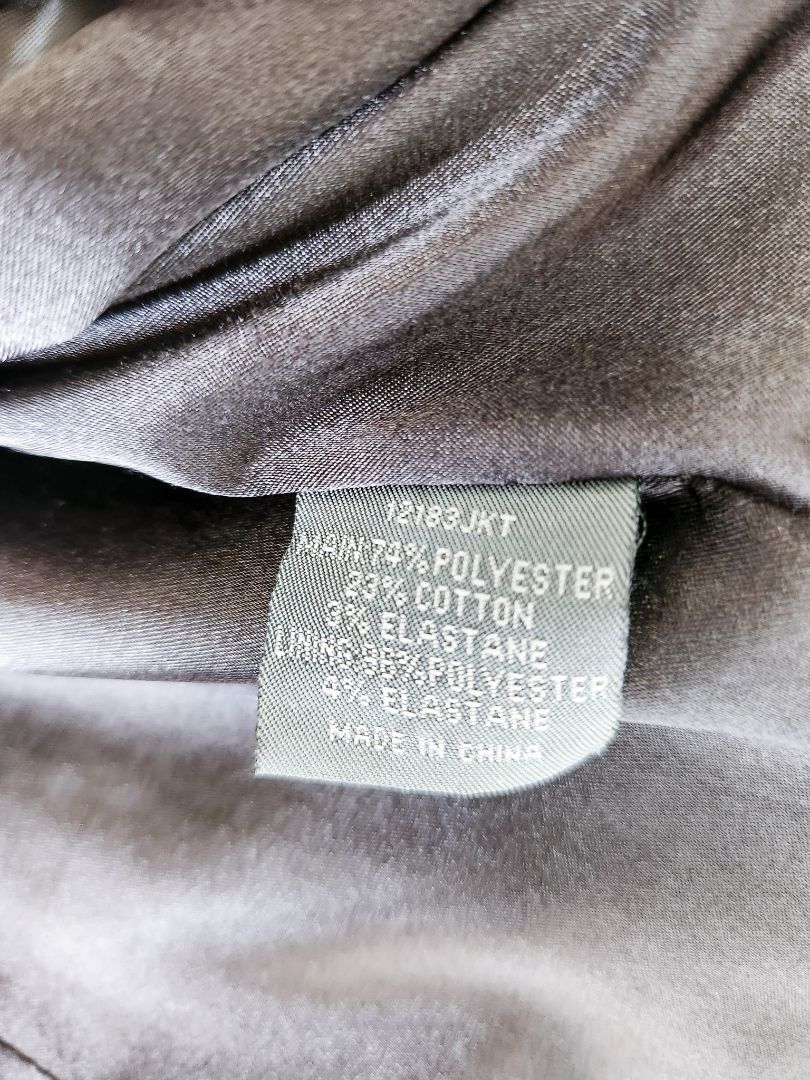 12183JKT
MAIN 74% POLYESTER
23% COTTON
3% ELASTANE
LINING:96% POLYESTER
4% ELASTANE
MADE IN CHINA